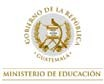 GOBIERNO DE LA REPÚBLICA
GUATEMALA
MINISTERIO DE EDUCACIÓN